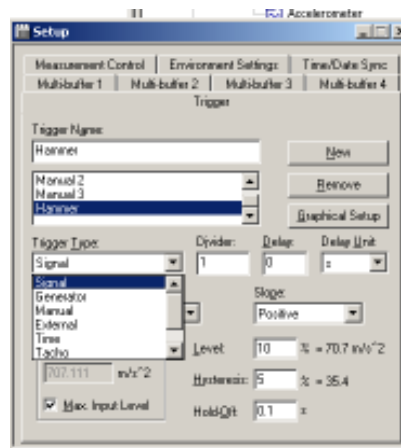 Accelerometer
Setup
Measurement Control Environment Settings Time/Date Sync
Multi-buffer 1 Multi-buffer 2 Multi-buffer 3 Multi-buffer 4
Trigger
Trigger Name:
Hammer
New
Manual 2
Manual 3
Hammer
Remove
Graphical Setup
Trigger Type: Divider: Delay: Delay Unit:
Signal 1 0 s
Signal
Generator
Manual
External
Time
Tacho
Slope:
Positive
Level: 10 % = 70.7 m/s^2
707.111 m/s^2
Hysteresis: 5 % = 35.4
Max. Input Level
Hold-Off: 0.1 s